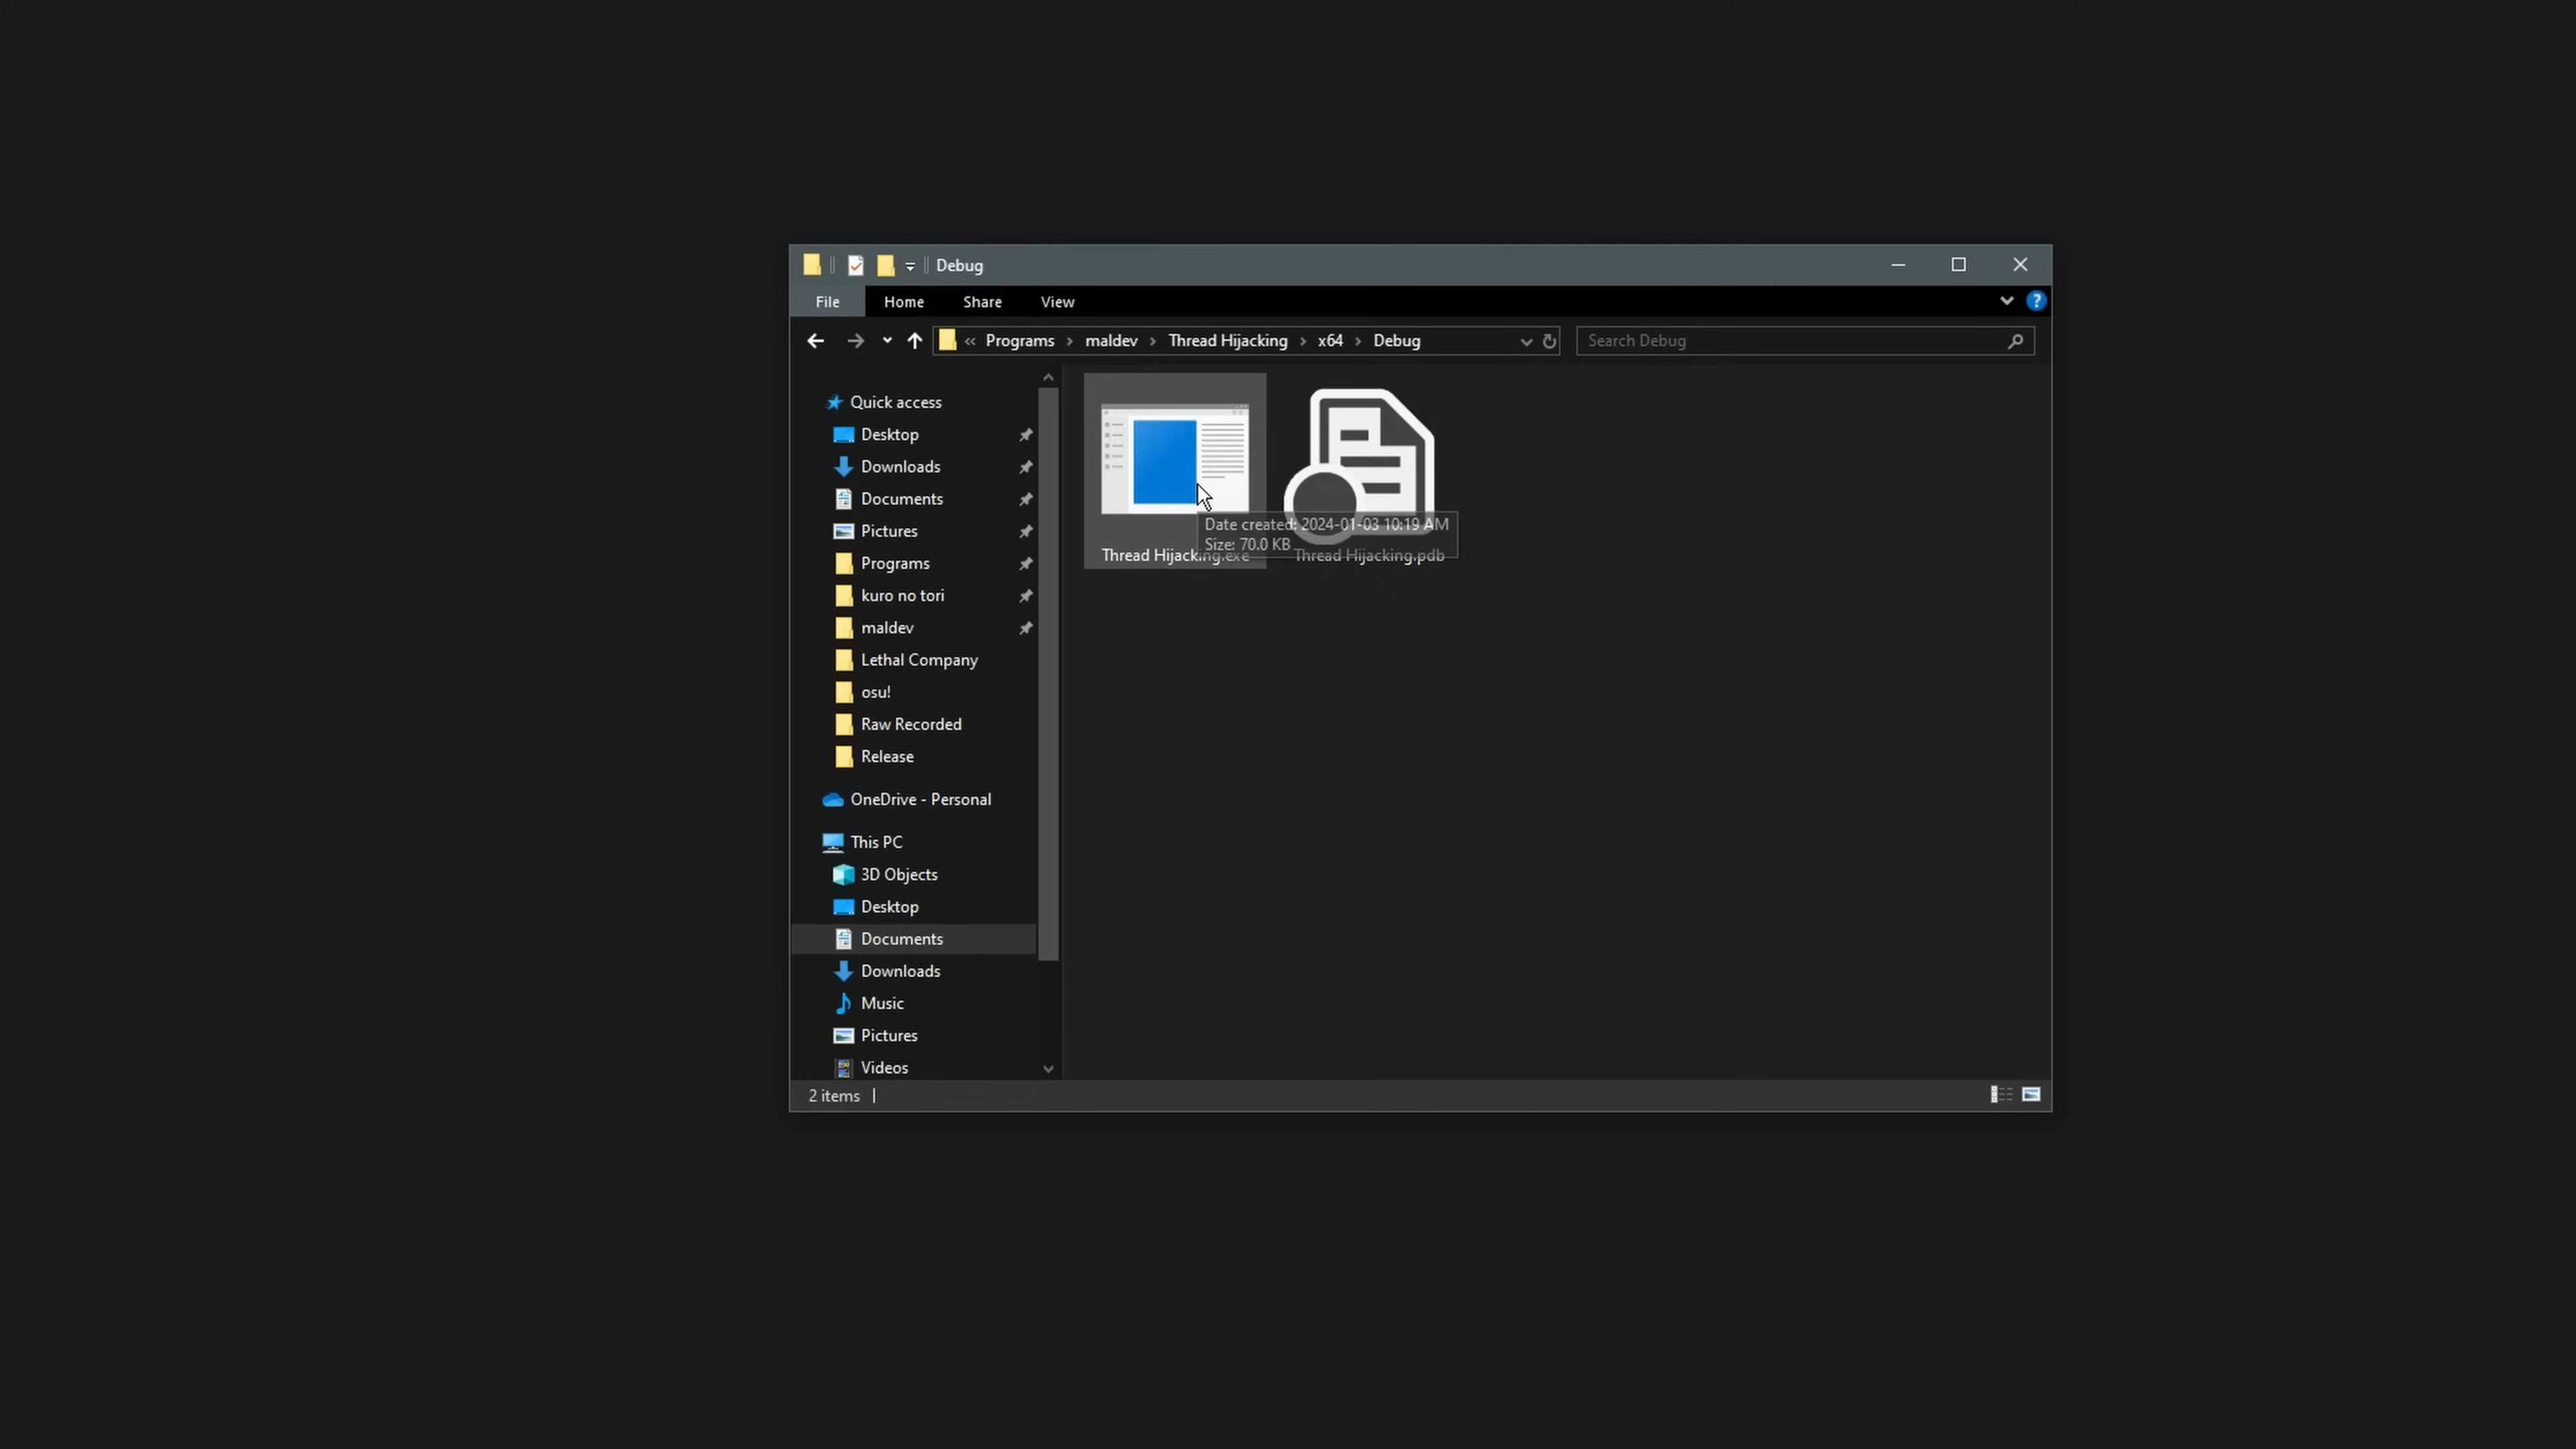 Debug
File Home Share View
« Programs › maldev › Thread Hijacking › x64 › Debug
Search Debug
Quick access
Desktop
Downloads
Documents
Pictures
Programs
kuro no tori
maldev
Lethal Company
osu!
Raw Recorded
Release
OneDrive - Personal
This PC
3D Objects
Desktop
Documents
Downloads
Music
Pictures
Videos
Date created: 2024-01-03 10:19 AM
Size: 70.0 KB
Thread Hijacking.exe
Thread Hijacking.pdb
2 items